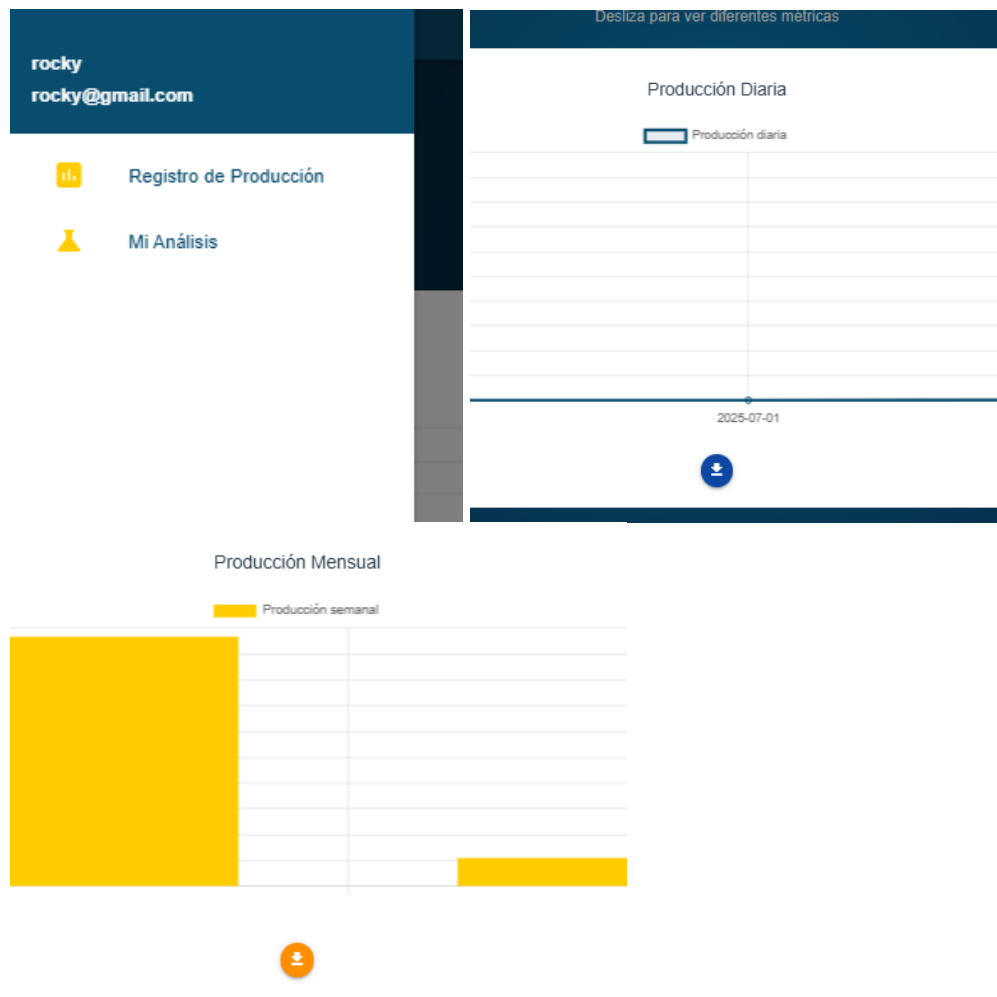 rocky
rocky@gmail.com
Registro de Producción
Mi Análisis
Desliza para ver diferentes métricas
Producción Diaria
Producción diaria
2025-07-01
Producción Mensual
Producción semanal